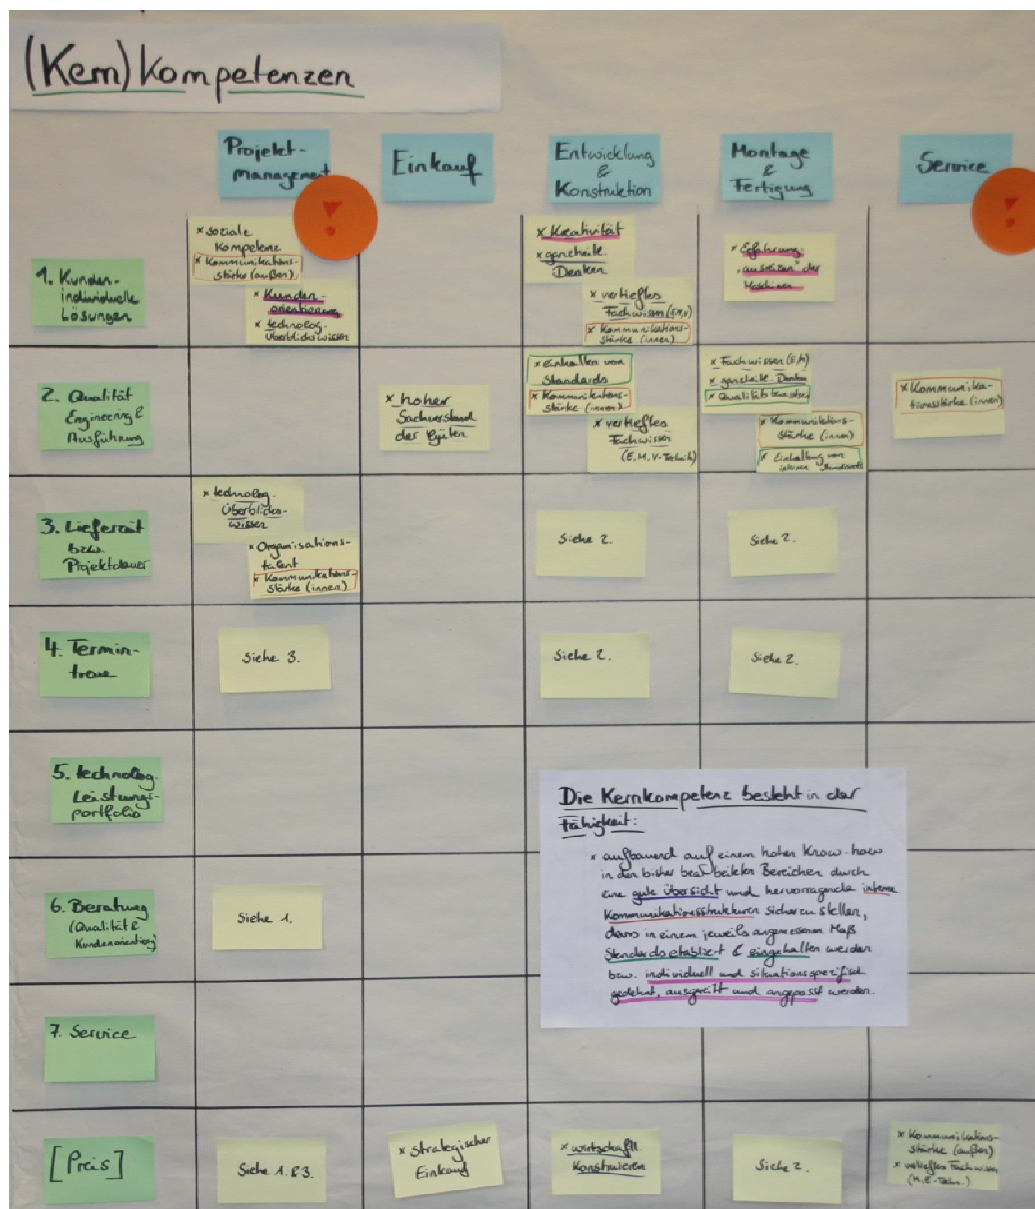 (Kern)kompetenzen
Projekt-
management
Einkauf
Entwicklung
&
Konstruktion
Montage
&
Fertigung
Service
!
!
1. Kunden-
individuelle
Lösungen
x soziale
Kompetenz
x Kommunikations-
stärke (außen)
x Kunden-
orientierung
x technolog.
Überblickswissen
x Kreativität
x ganzheitl.
Denken
x vertieftes
Fachwissen (E,M,V)
x Kommunikations-
stärke (innen)
x Erfahrung:
"ausreizen" der
Maschinen
2. Qualität
Engineering &
Ausführung
x hoher
Sachverstand
der Güten
x einhalten von
Standards
x Kommunikations-
stärke (innen)
x vertieftes
Fachwissen
(E, M, V-Technik)
x Fachwissen (E,M)
x ganzheitl. Denken
x Kommunikations-
stärke (innen)
x Einhaltung von
x Kommunika-
tionsstärke (innen)
3. Lieferzeit
bzw.
Projektdauer
x technolog.
Überblicks-
wissen
x Organisations-
talent
x Kommunikations-
stärke (innen)
Siehe 2.
Siehe 2.
4. Termin-
treue
Siehe 3.
Siehe 2.
Siehe 2.
5. technolog.
Leistungs-
portfolio
6. Beratung
(Qualität &
Kundenorientierg)
Siehe 1.
7. Service
Die Kernkompetenz besteht in der
Fähigkeit:
x aufbauend auf einem hohen Know-how
in den bisher bearbeiteten Bereichen durch
eine gute Übersicht und hervorragende interne
Kommunikationsstrukturen sicherzustellen,
dass in einem jeweils angemessenen Maß
Standards etabliert & eingehalten werden
bzw. individuell und situationsspezifisch
gedehnt, ausgereizt und angepasst werden.
[Preis]
Siehe 1. & 3.
x strategischer
Einkauf
x wirtschaftl.
Konstruieren
Siehe 2.
x Kommunikations-
stärke (außen)
x vertieftes Fachwissen
(M, E-Techn.)